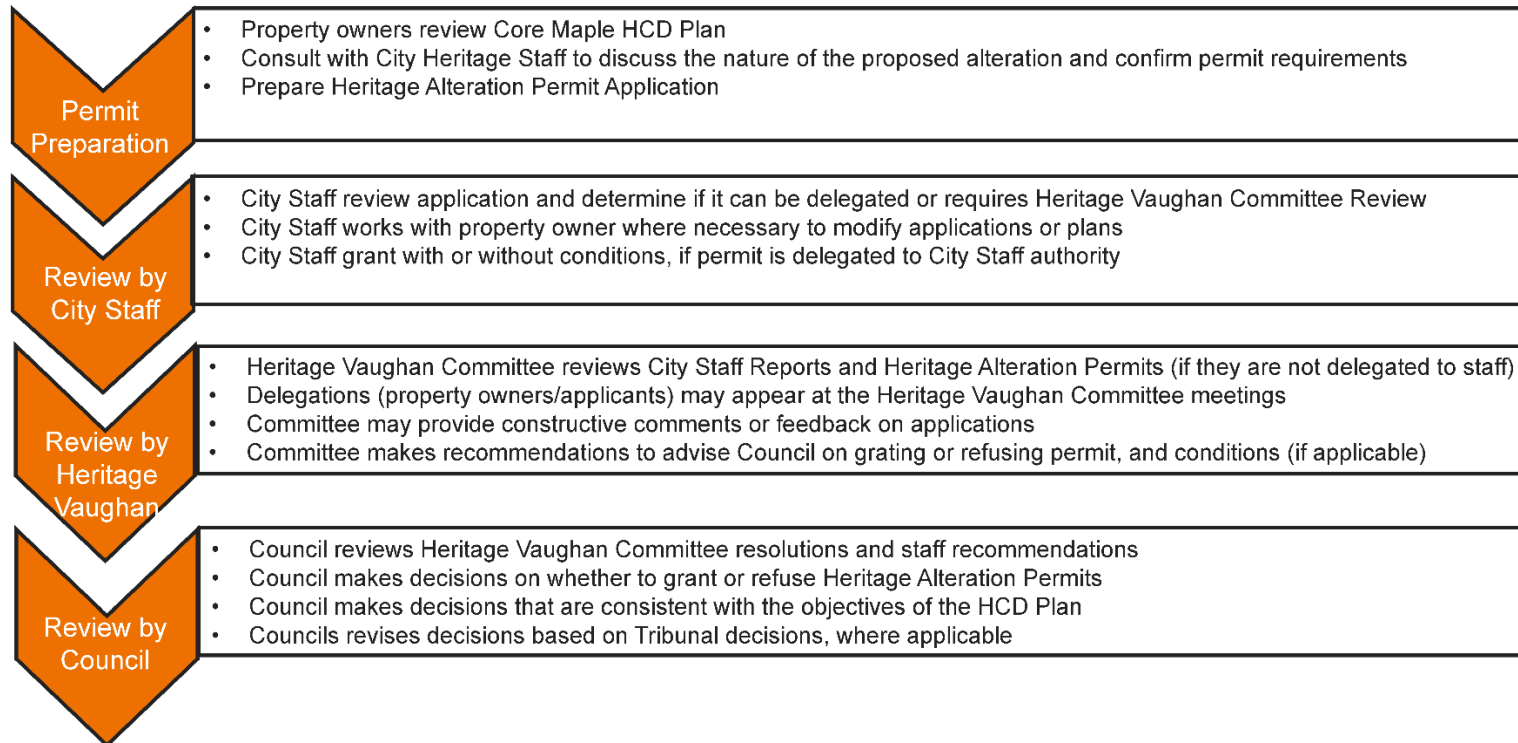 Permit
Preparation
• Property owners review Core Maple HCD Plan
• Consult with City Heritage Staff to discuss the nature of the proposed alteration and confirm permit requirements
• Prepare Heritage Alteration Permit Application
Review by
City Staff
• City Staff review application and determine if it can be delegated or requires Heritage Vaughan Committee Review
• City Staff works with property owner where necessary to modify applications or plans
• City Staff grant with or without conditions, if permit is delegated to City Staff authority
Review by
Heritage
Vaughan
• Heritage Vaughan Committee reviews City Staff Reports and Heritage Alteration Permits (if they are not delegated to staff)
• Delegations (property owners/applicants) may appear at the Heritage Vaughan Committee meetings
• Committee may provide constructive comments or feedback on applications
• Committee makes recommendations to advise Council on grating or refusing permit, and conditions (if applicable)
Review by
Council
• Council reviews Heritage Vaughan Committee resolutions and staff recommendations
• Council makes decisions on whether to grant or refuse Heritage Alteration Permits
• Council makes decisions that are consistent with the objectives of the HCD Plan
• Councils revises decisions based on Tribunal decisions, where applicable